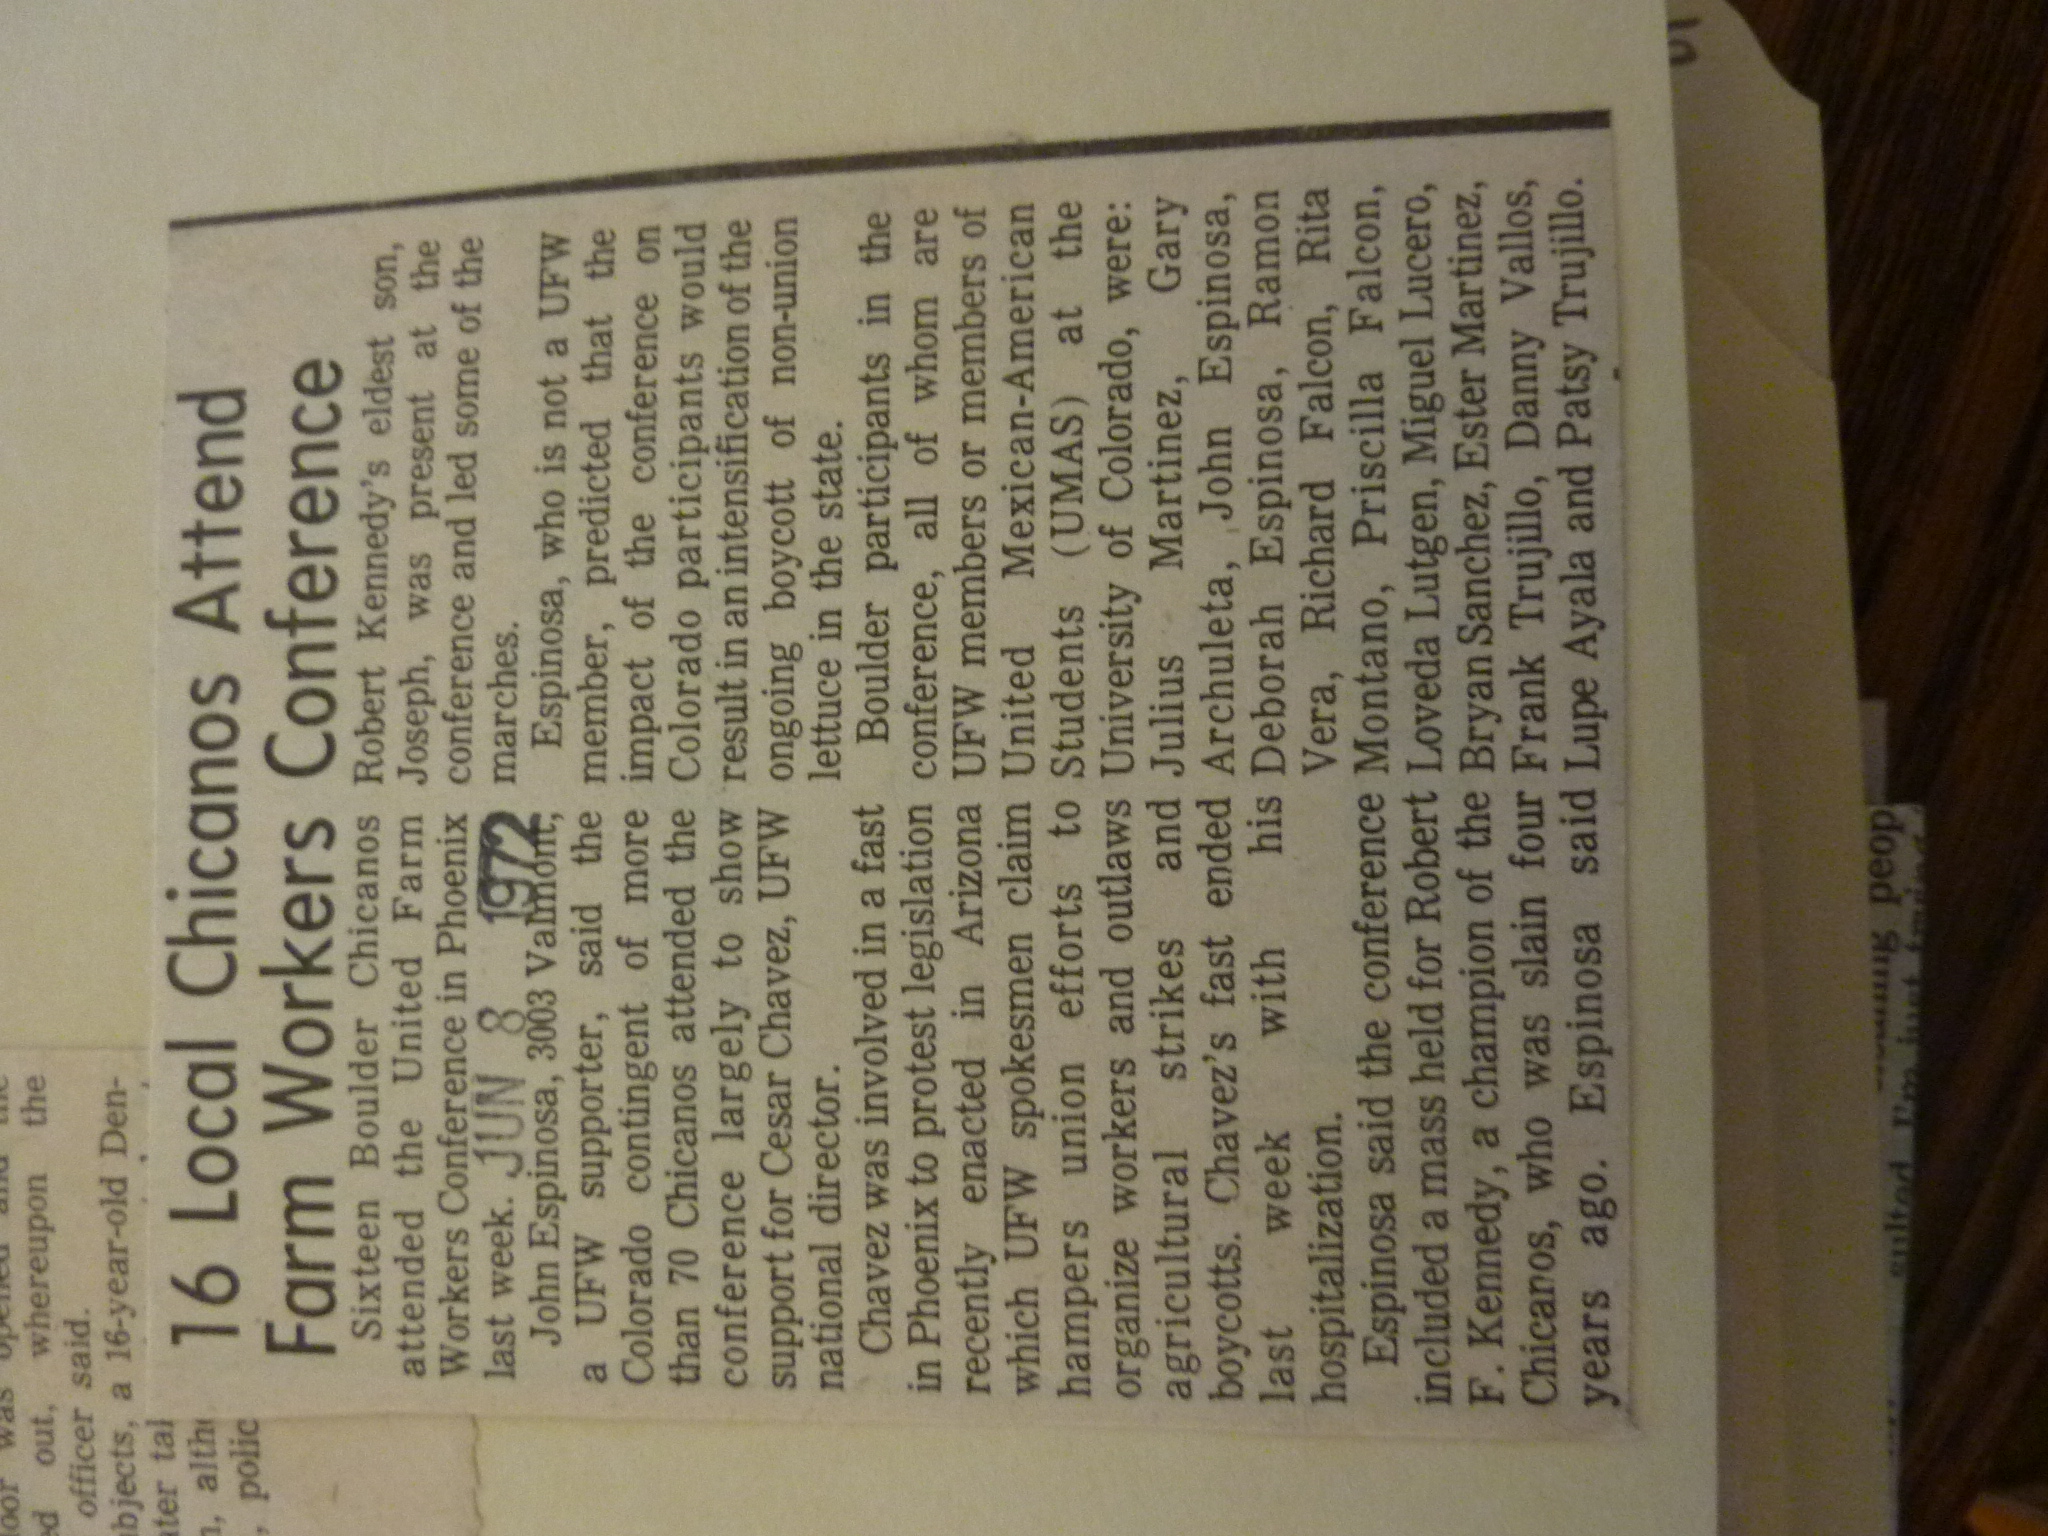 16 Local Chicanos Attend
Farm Workers Conference
Sixteen Boulder Chicanos
attended the United Farm
Workers Conference in Phoenix
last week.
JUN 8 1972
John Espinosa, 3003 Valmont,
a UFW supporter, said the
Colorado contingent of more
than 70 Chicanos attended the
conference largely to show
support for Cesar Chavez, UFW
national director.
Chavez was involved in a fast
in Phoenix to protest legislation
recently enacted in Arizona
which UFW spokesmen claim
hampers union efforts to
organize workers and outlaws
agricultural strikes and
boycotts. Chavez's fast ended
last week with his
hospitalization.
Espinosa said the conference
included a mass held for Robert
F. Kennedy, a champion of the
Chicanos, who was slain four
years ago. Espinosa said
Robert Kennedy's eldest son,
Joseph, was present at the
conference and led some of the
marches.
Espinosa, who is not a UFW
member, predicted that the
impact of the conference on
Colorado participants would
result in an intensification of the
ongoing boycott of non-union
lettuce in the state.
Boulder participants in the
conference, all of whom are
UFW members or members of
United Mexican-American
Students (UMAS) at the
University of Colorado, were:
Julius Martinez, Gary
Archuleta, John Espinosa,
Deborah Espinosa, Ramon
Vera, Richard Falcon, Rita
Montano, Priscilla Falcon,
Loveda Lutgen, Miguel Lucero,
Bryan Sanchez, Ester Martinez,
Frank Trujillo, Danny Vallos,
Lupe Ayala and Patsy Trujillo.
out, whereupon the
officer said.
a 16-year-old Den-
peop